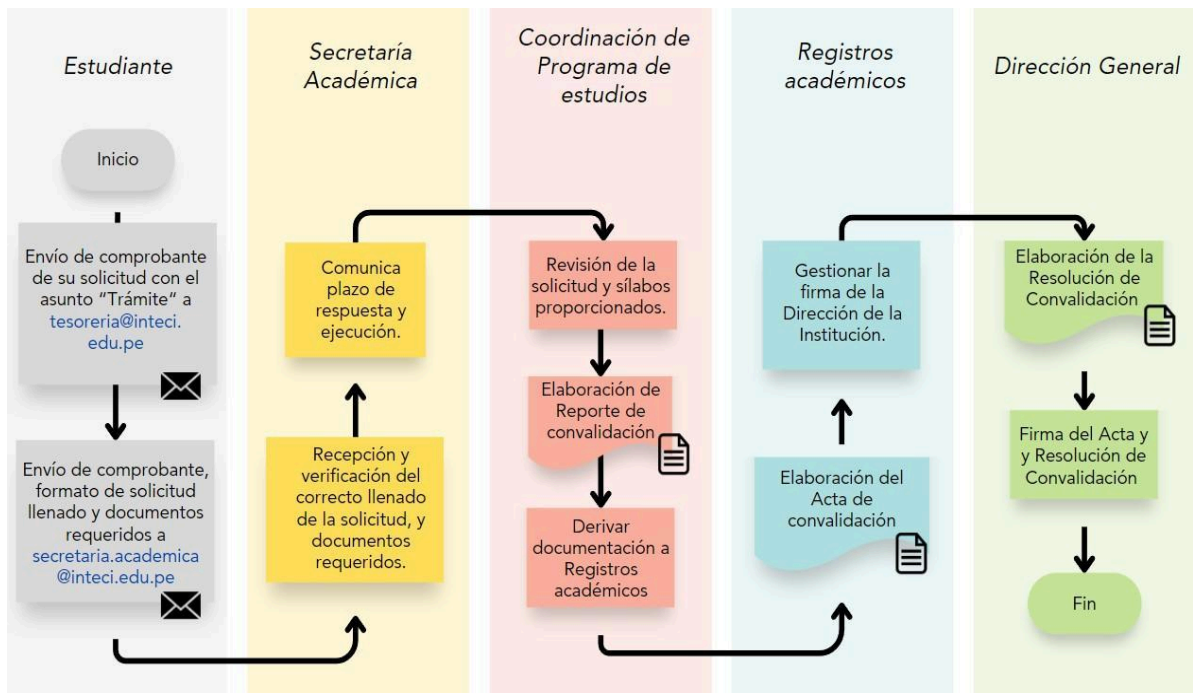 Estudiante
Inicio
Envío de comprobante
de su solicitud con el
asunto “Trámite“ a
tesoreria@inteci.
edu.pe
Envío de comprobante,
formato de solicitud
llenado y documentos
requeridos a
secretaria.academica
@inteci.edu.pe
Secretaría
Académica
Comunica
plazo de
respuesta y
ejecución.
Recepción y
verificación del
correcto llenado
de la solicitud, y
documentos
requeridos.
Coordinación de
Programa de
estudios
Revisión de la
solicitud y sílabos
proporcionados.
Elaboración de
Reporte de
convalidación
Derivar
documentación a
Registros
académicos
Registros
académicos
Gestionar la
firma de la
Dirección de la
Institución.
Elaboración del
Acta de
convalidación
Dirección General
Elaboración de la
Resolución de
Convalidación
Firma del Acta y
y Resolución de
Convalidación
Fin